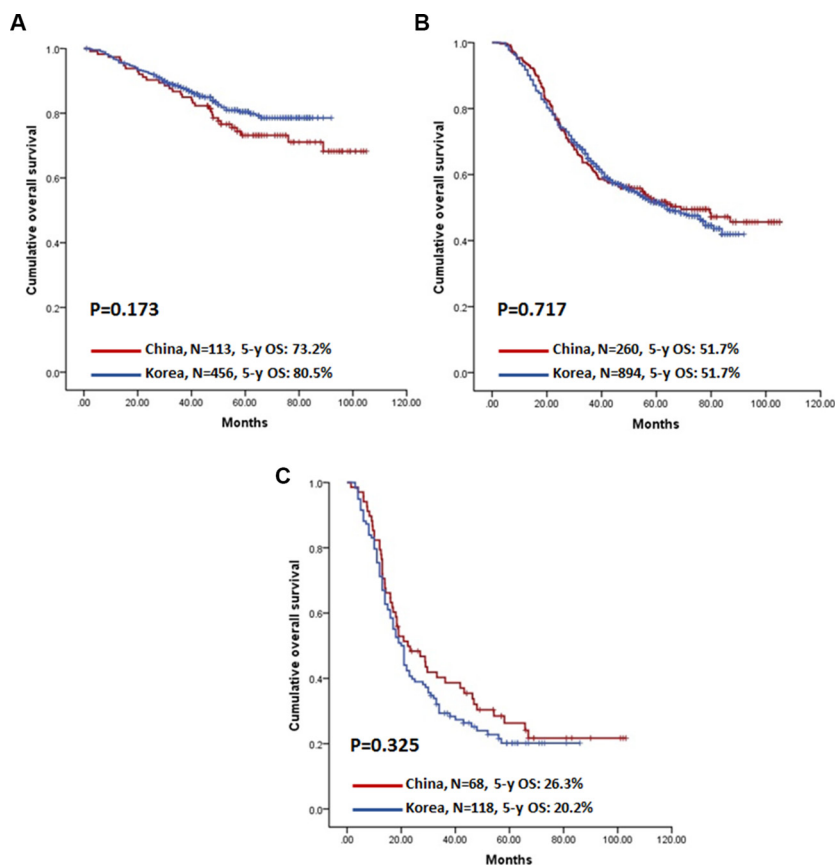 A
Cumulative overall survival
1.0
0.8
0.6
0.4
0.2
0.0
P=0.173
China, N=113, 5-y OS: 73.2%
Korea, N=456, 5-y OS: 80.5%
.00 20.00 40.00 60.00 80.00 100.00 120.00
Months
B
Cumulative overall survival
1.0
0.8
0.6
0.4
0.2
0.0
P=0.717
China, N=260, 5-y OS: 51.7%
Korea, N=894, 5-y OS: 51.7%
.00 20.00 40.00 60.00 80.00 100.00 120.00
Months
C
Cumulative overall survival
1.0
0.8
0.6
0.4
0.2
0.0
P=0.325
China, N=68, 5-y OS: 26.3%
Korea, N=118, 5-y OS: 20.2%
.00 20.00 40.00 60.00 80.00 100.00 120.00
Months